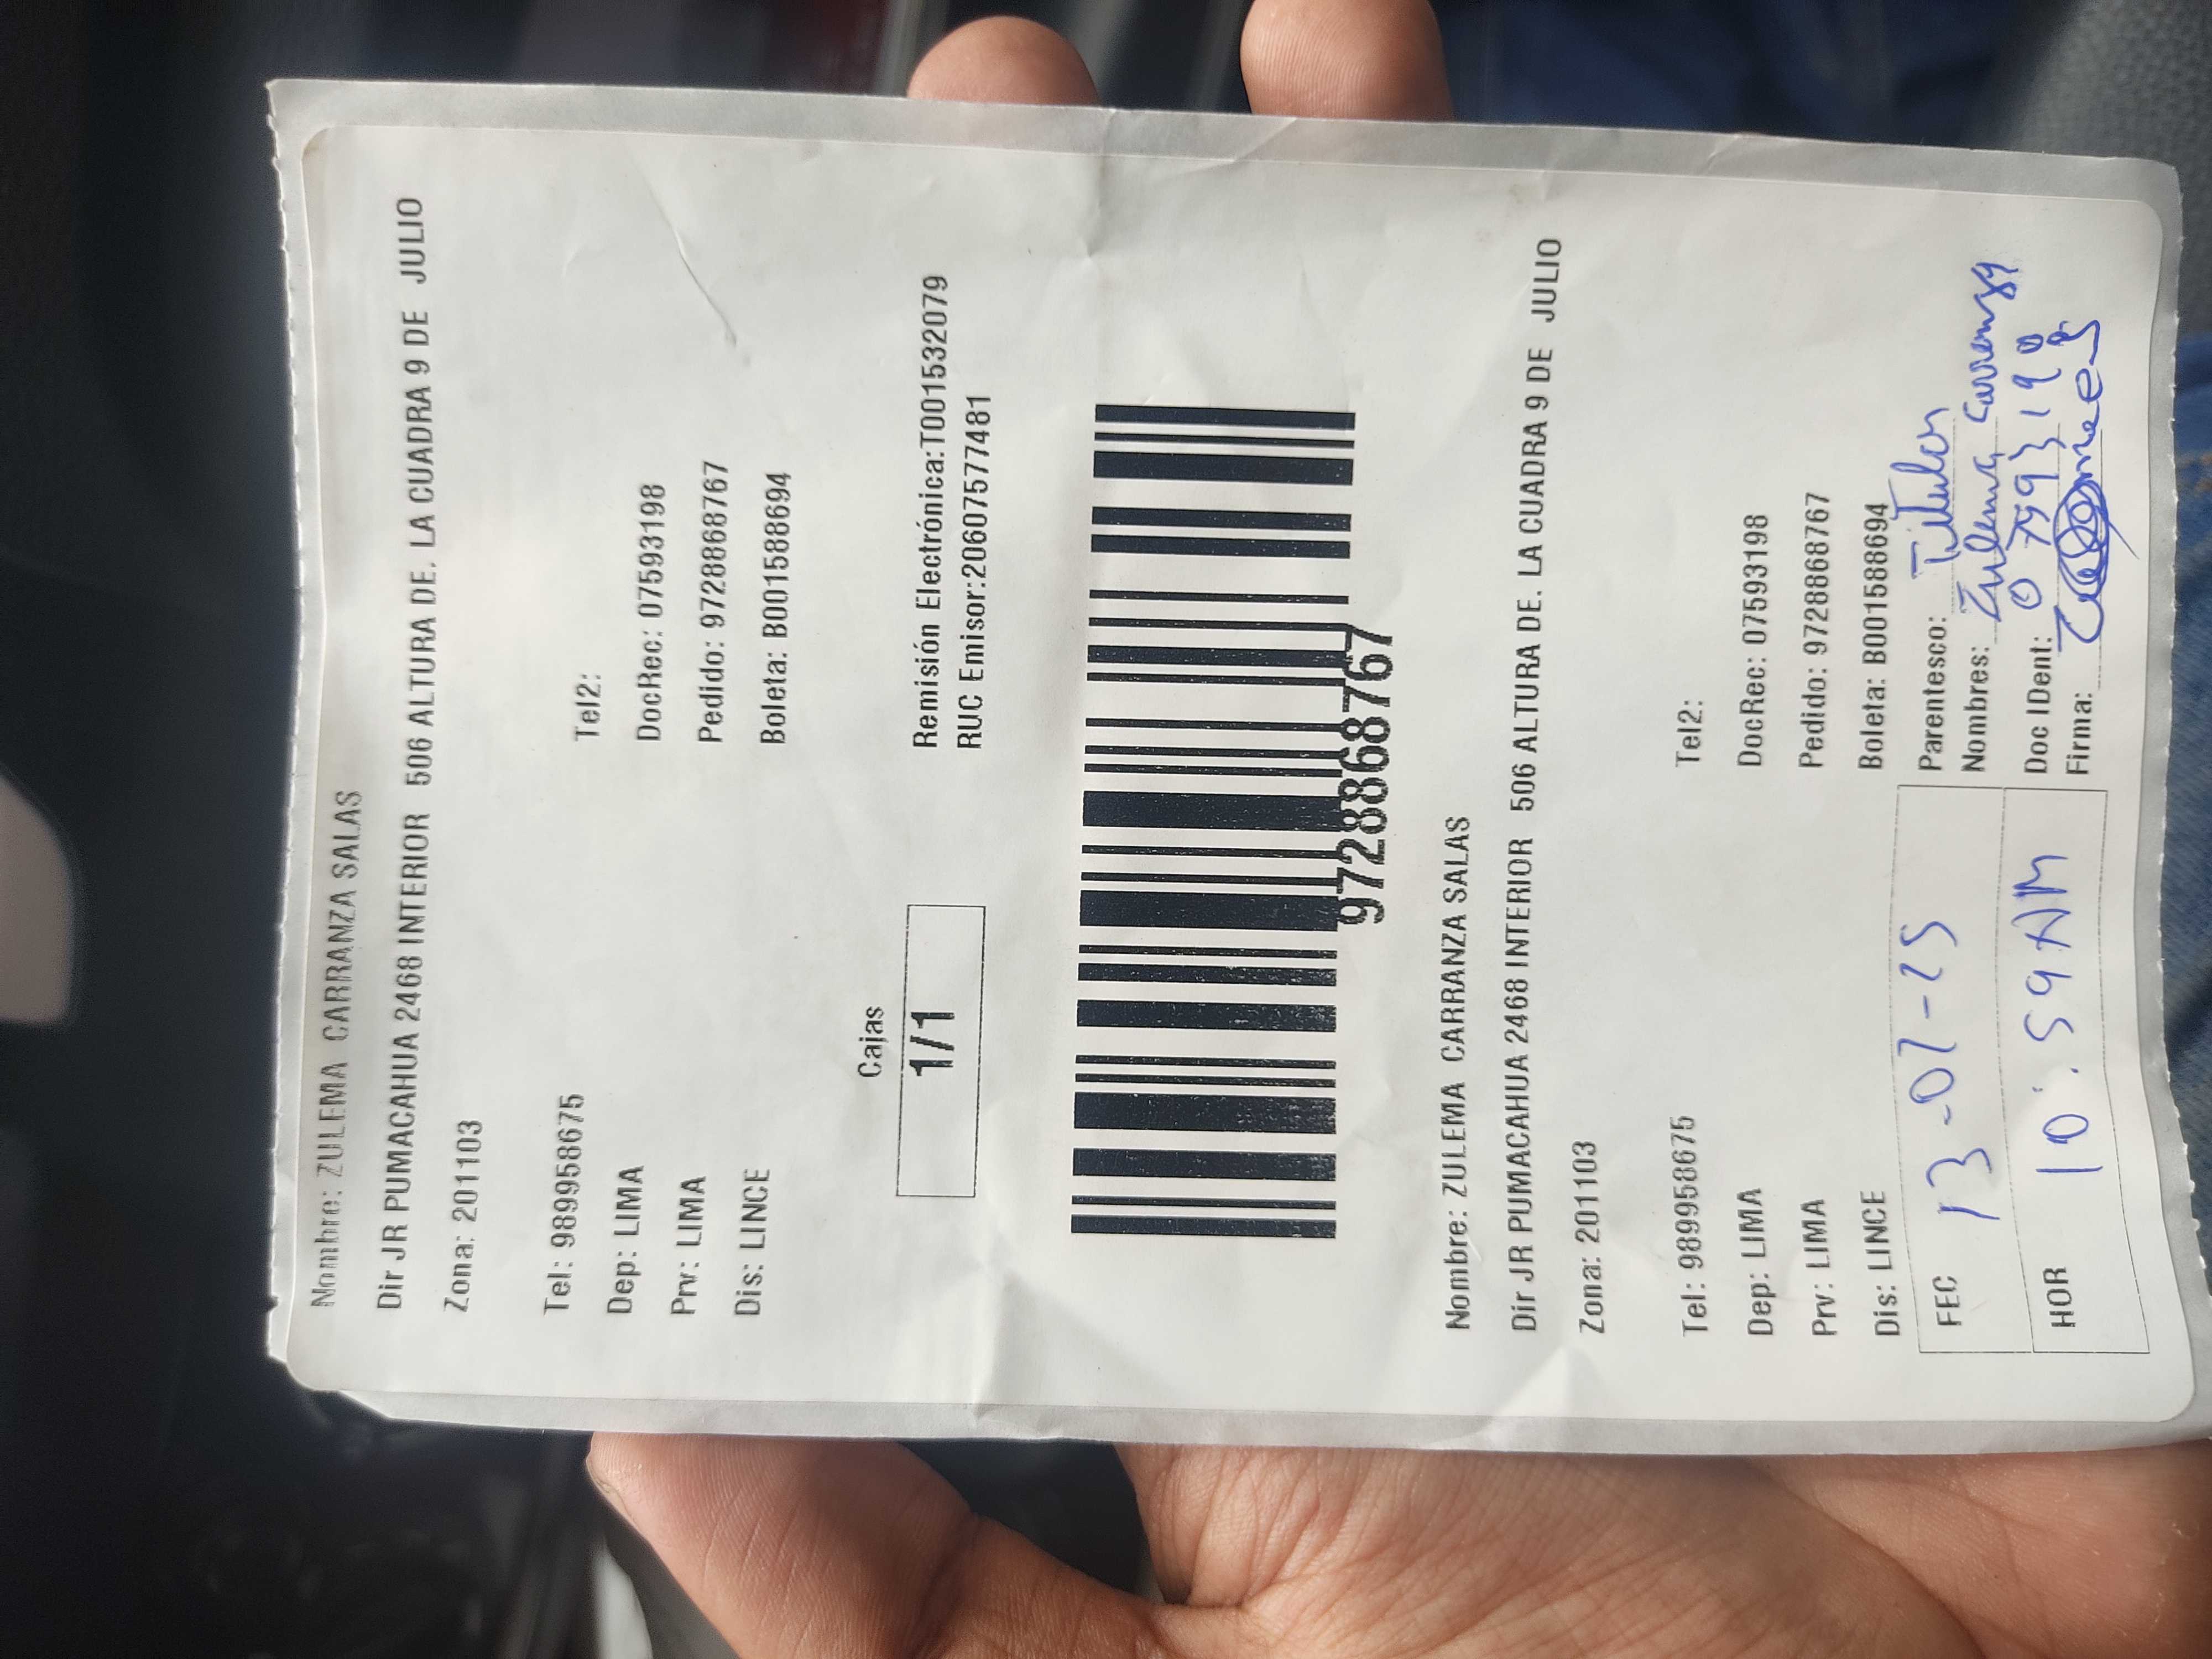 Nombre: ZULEMA CARRANZA SALAS
Dir JR PUMACAHUA 2468 INTERIOR 506 ALTURA DE. LA CUADRA 9 DE JULIO
Zona: 201103
Tel: 989958675 Tel2:
Dep: LIMA DocRec: 07593198
Prv: LIMA Pedido: 9728868767
Dis: LINCE Boleta: B001588694
Cajas
1/1
Remisión Electrónica:T001532079
RUC Emisor:20607577481
9728868767
Nombre: ZULEMA CARRANZA SALAS
Dir JR PUMACAHUA 2468 INTERIOR 506 ALTURA DE. LA CUADRA 9 DE JULIO
Zona: 201103
Tel: 989958675 Tel2:
Dep: LIMA DocRec: 07593198
Prv: LIMA Pedido: 9728868767
Dis: LINCE Boleta: B001588694
FEC 13-07-25 Parentesco: Titular
Nombres: Zulema Carranza
HOR 10:59 AM Doc IDent:
Firma: